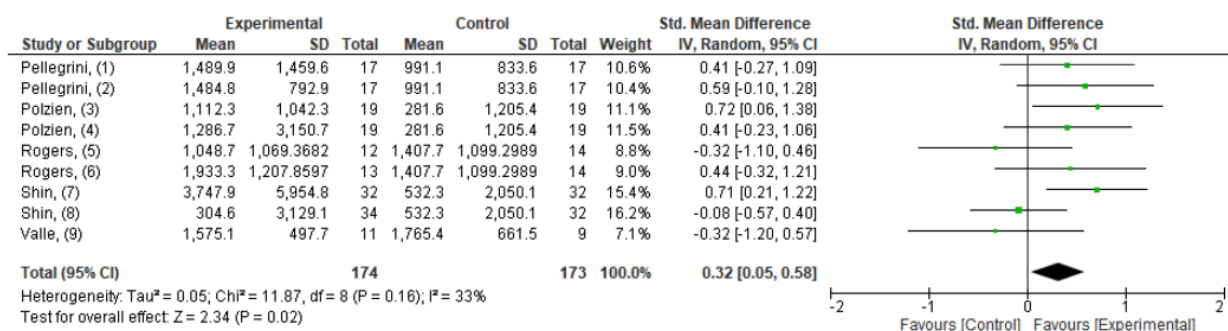 Experimental Control Std. Mean Difference Std. Mean Difference
Study or Subgroup Mean SD Total Mean SD Total Weight IV, Random, 95% CI IV, Random, 95% CI
Pellegrini, (1) 1,489.9 1,459.6 17 991.1 833.6 17 10.6% 0.41 [-0.27, 1.09]
Pellegrini, (2) 1,484.8 792.9 17 991.1 833.6 17 10.4% 0.59 [-0.10, 1.28]
Polzien, (3) 1,112.3 1,042.3 19 281.6 1,205.4 19 11.1% 0.72 [0.06, 1.38]
Polzien, (4) 1,286.7 3,150.7 19 281.6 1,205.4 19 11.5% 0.41 [-0.23, 1.06]
Rogers, (5) 1,048.7 1,069.3682 12 1,407.7 1,099.2989 14 8.8% -0.32 [-1.10, 0.46]
Rogers, (6) 1,933.3 1,207.8597 13 1,407.7 1,099.2989 14 9.0% 0.44 [-0.32, 1.21]
Shin, (7) 3,747.9 5,954.8 32 532.3 2,050.1 32 15.4% 0.71 [0.21, 1.22]
Shin, (8) 304.6 3,129.1 34 532.3 2,050.1 32 16.2% -0.08 [-0.57, 0.40]
Valle, (9) 1,575.1 497.7 11 1,765.4 661.5 9 7.1% -0.32 [-1.20, 0.57]
Total (95% CI) 174 173 100.0% 0.32 [0.05, 0.58]
Heterogeneity: Tau² = 0.05; Chi² = 11.87, df = 8 (P = 0.16); I² = 33%
Test for overall effect: Z = 2.34 (P = 0.02)
-2 -1 0 1 2
Favours [Control] Favours [Experimental]